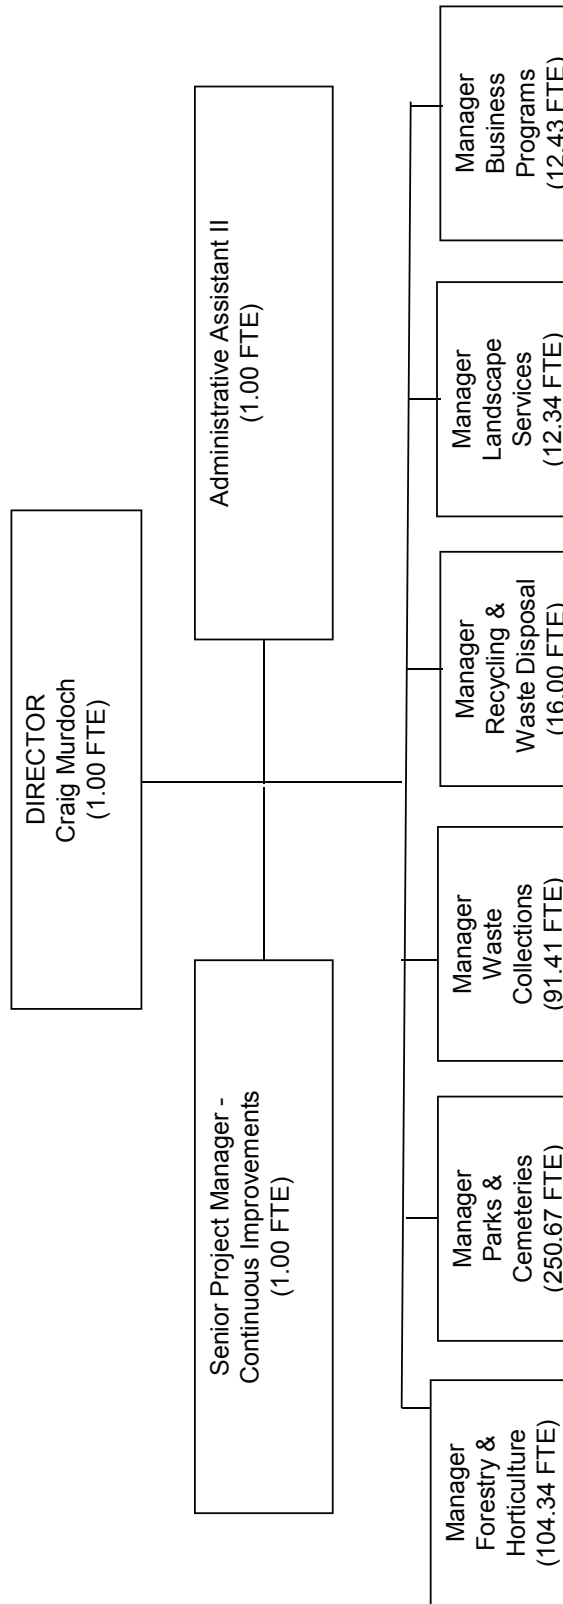 DIRECTOR
Craig Murdoch
(1.00 FTE)
Senior Project Manager -
Continuous Improvements
(1.00 FTE)
Administrative Assistant II
(1.00 FTE)
Manager
Forestry &
Horticulture
(104.34 FTE)
Manager
Parks &
Cemeteries
(250.67 FTE)
Manager
Waste
Collections
(91.41 FTE)
Manager
Recycling &
Waste Disposal
(16.00 FTE)
Manager
Landscape
Services
(12.34 FTE)
Manager
Business
Programs
(12.43 FTE)